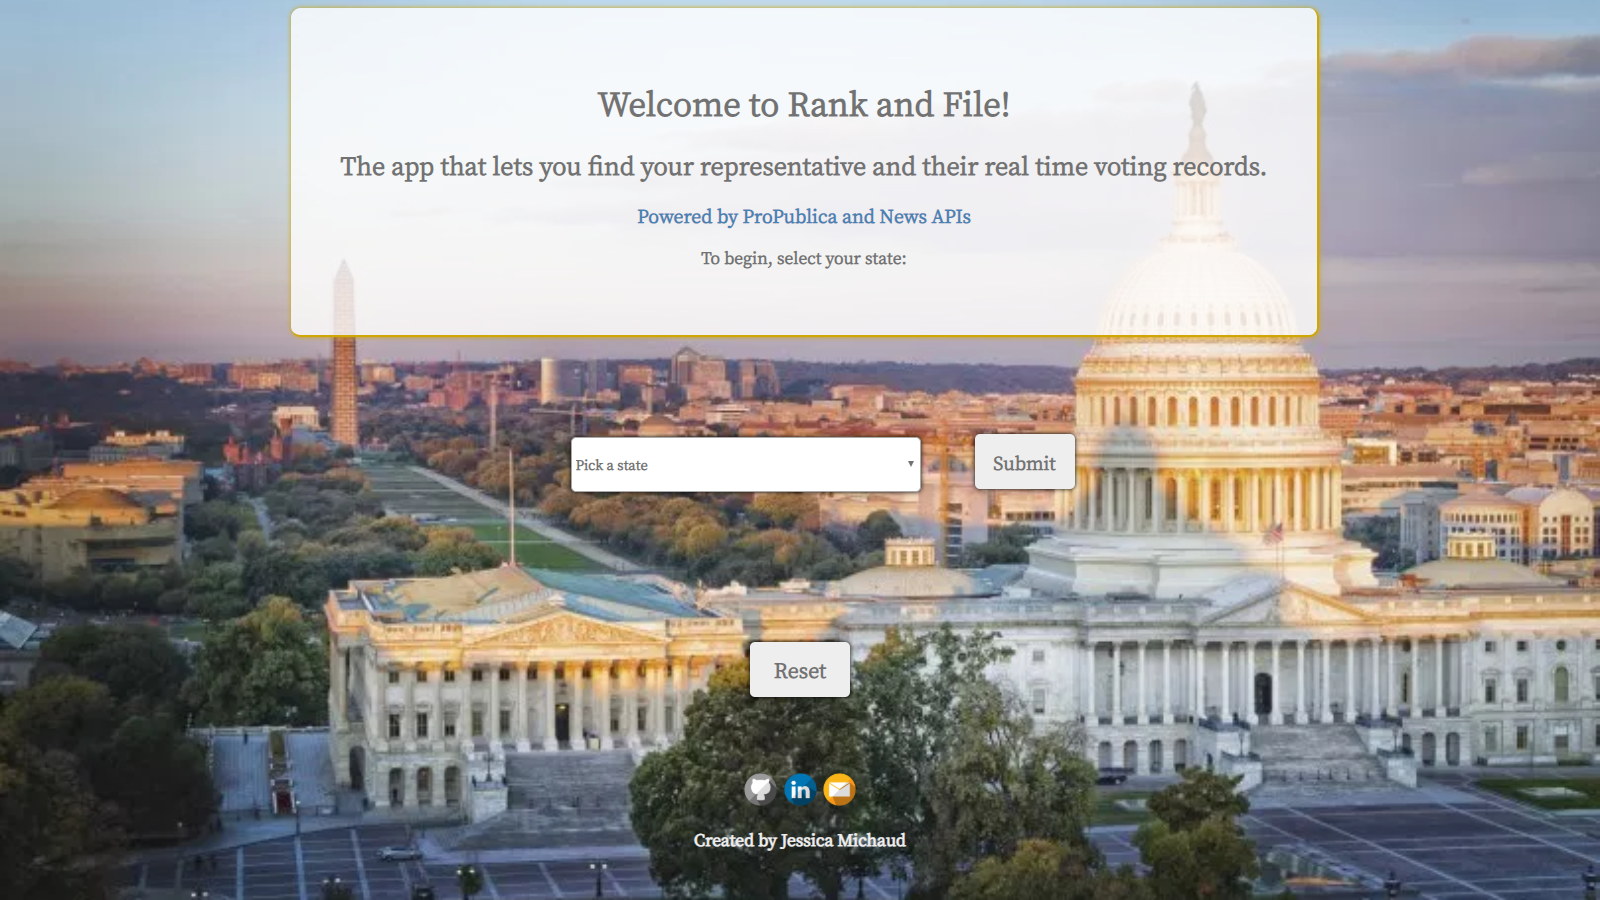 Welcome to Rank and File!
The app that lets you find your representative and their real time voting records.
Powered by ProPublica and News APIs
To begin, select your state:
Pick a state
Submit
Reset
in
Created by Jessica Michaud